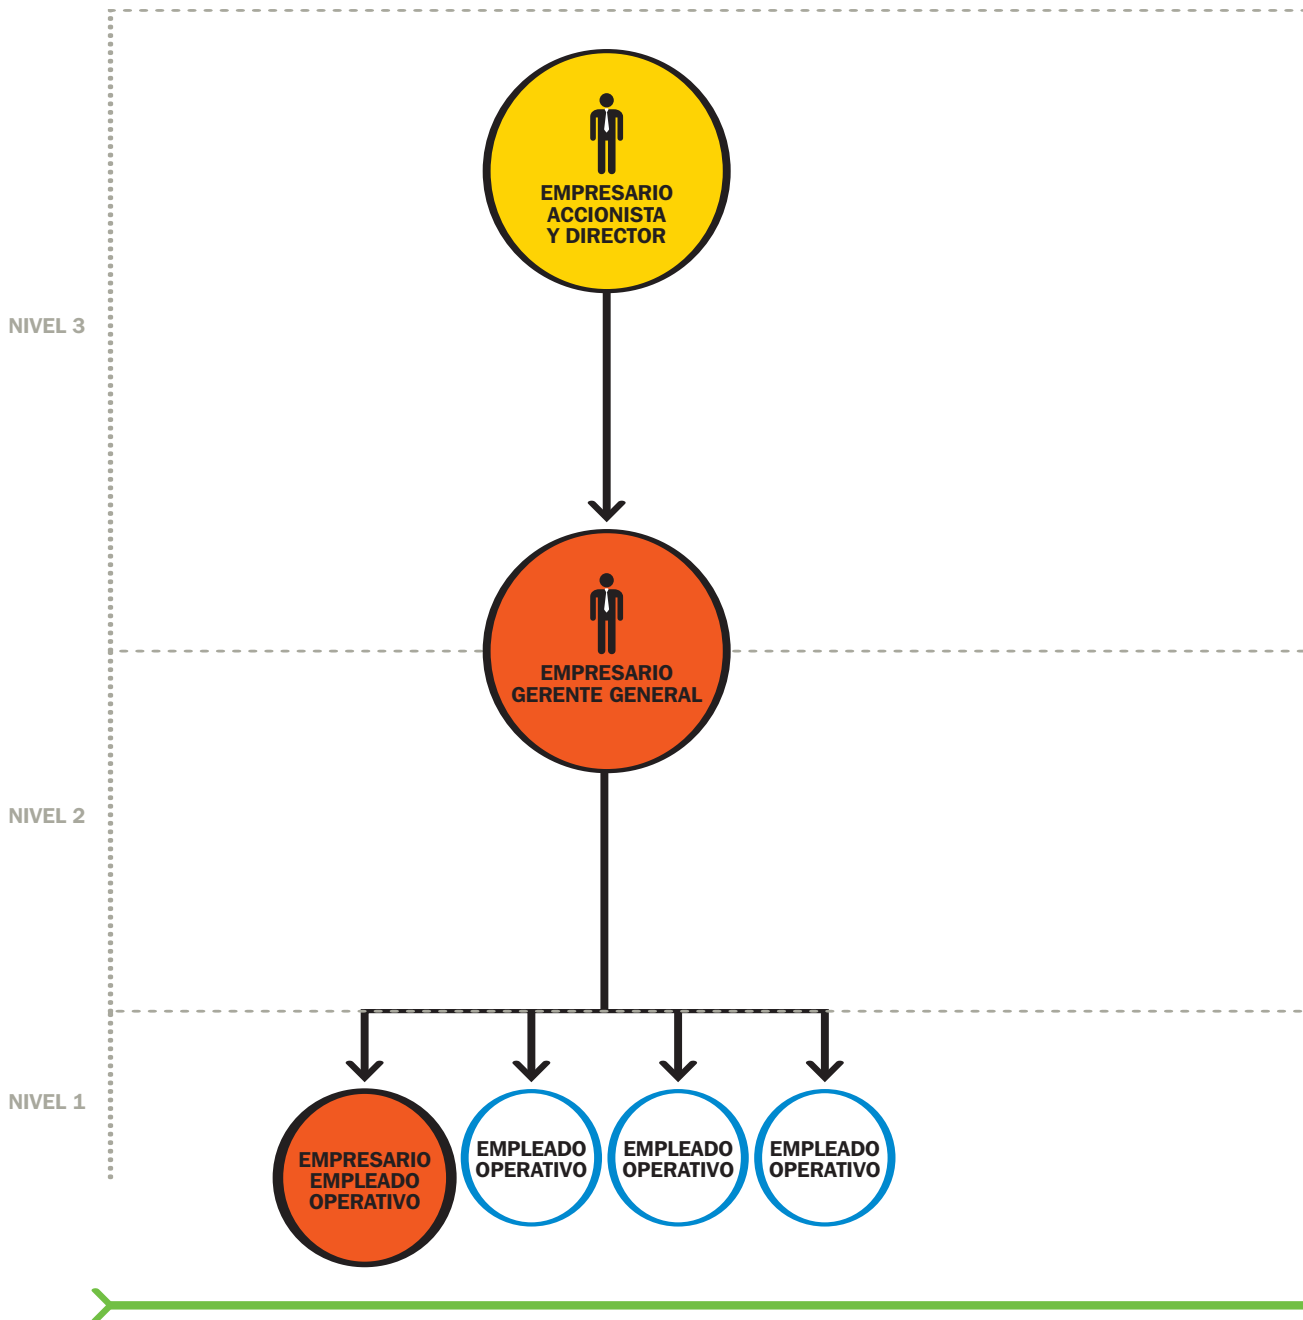 EMPRESARIO
ACCIONISTA
Y DIRECTOR
NIVEL 3
EMPRESARIO
GERENTE GENERAL
NIVEL 2
NIVEL 1
EMPRESARIO
EMPLEADO
OPERATIVO
EMPLEADO
OPERATIVO
EMPLEADO
OPERATIVO
EMPLEADO
OPERATIVO